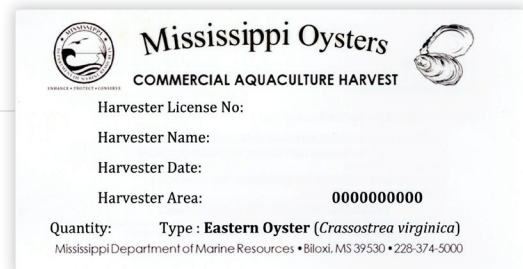 MISSISSIPPI
ENHANCE • PROTECT • CONSERVE
Mississippi Oysters
COMMERCIAL AQUACULTURE HARVEST
Harvester License No:
Harvester Name:
Harvester Date:
Harvester Area: 0000000000
Quantity: Type : Eastern Oyster (Crassostrea virginica)
Mississippi Department of Marine Resources • Biloxi, MS 39530 • 228-374-5000